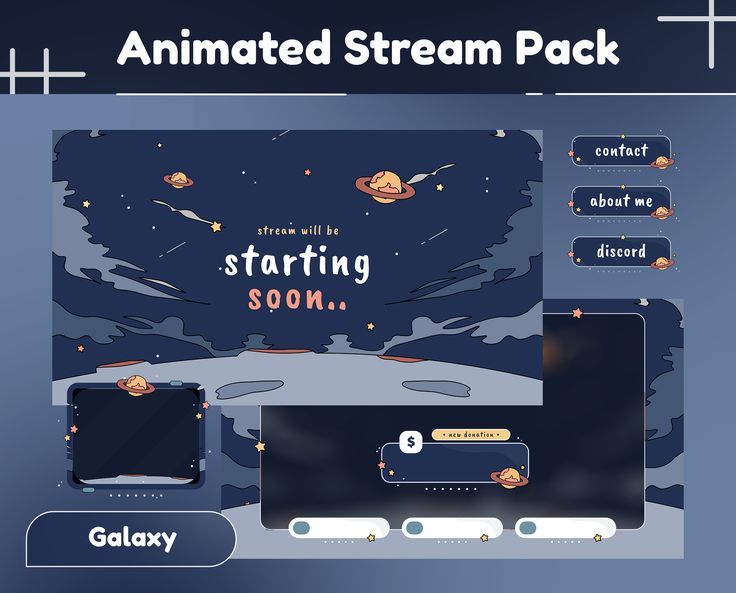 Animated Stream Pack
stream will be
starting
soon..
contact
about me
discord
$
• new donation •
Galaxy